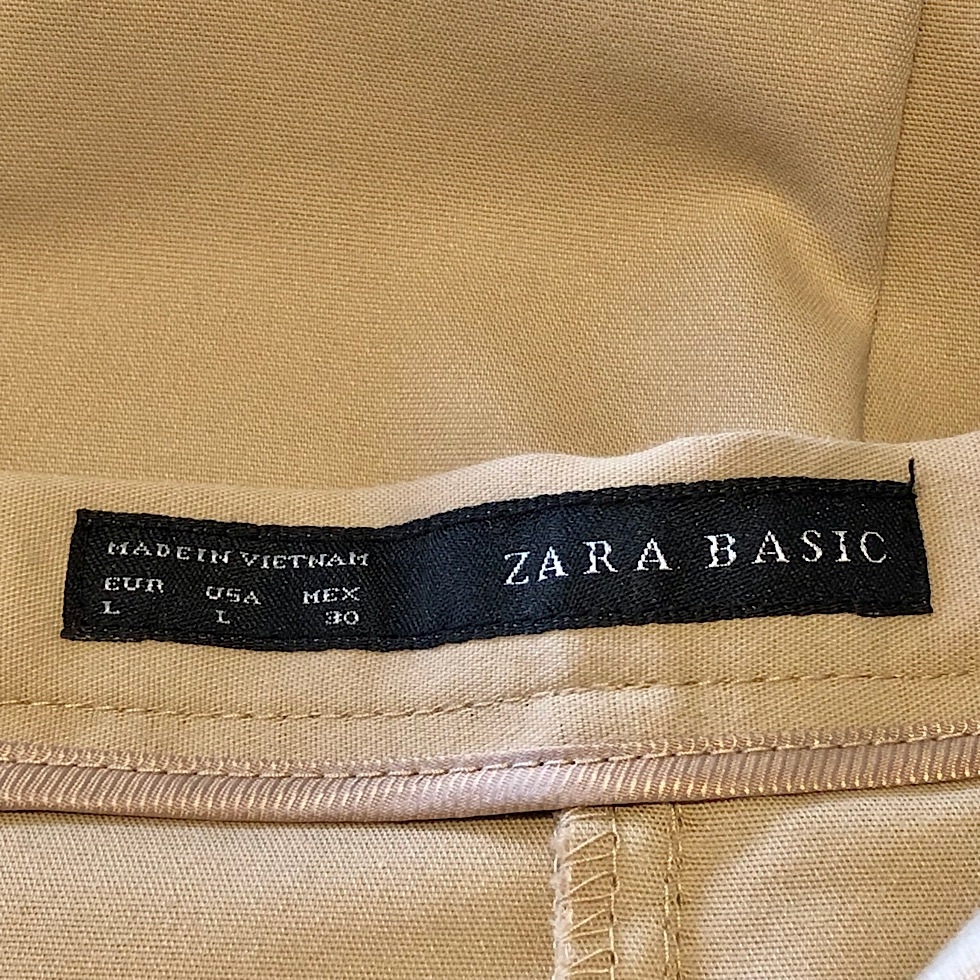 MADE IN VIETNAM
EUR USA MEX
L L 30
ZARA BASIC